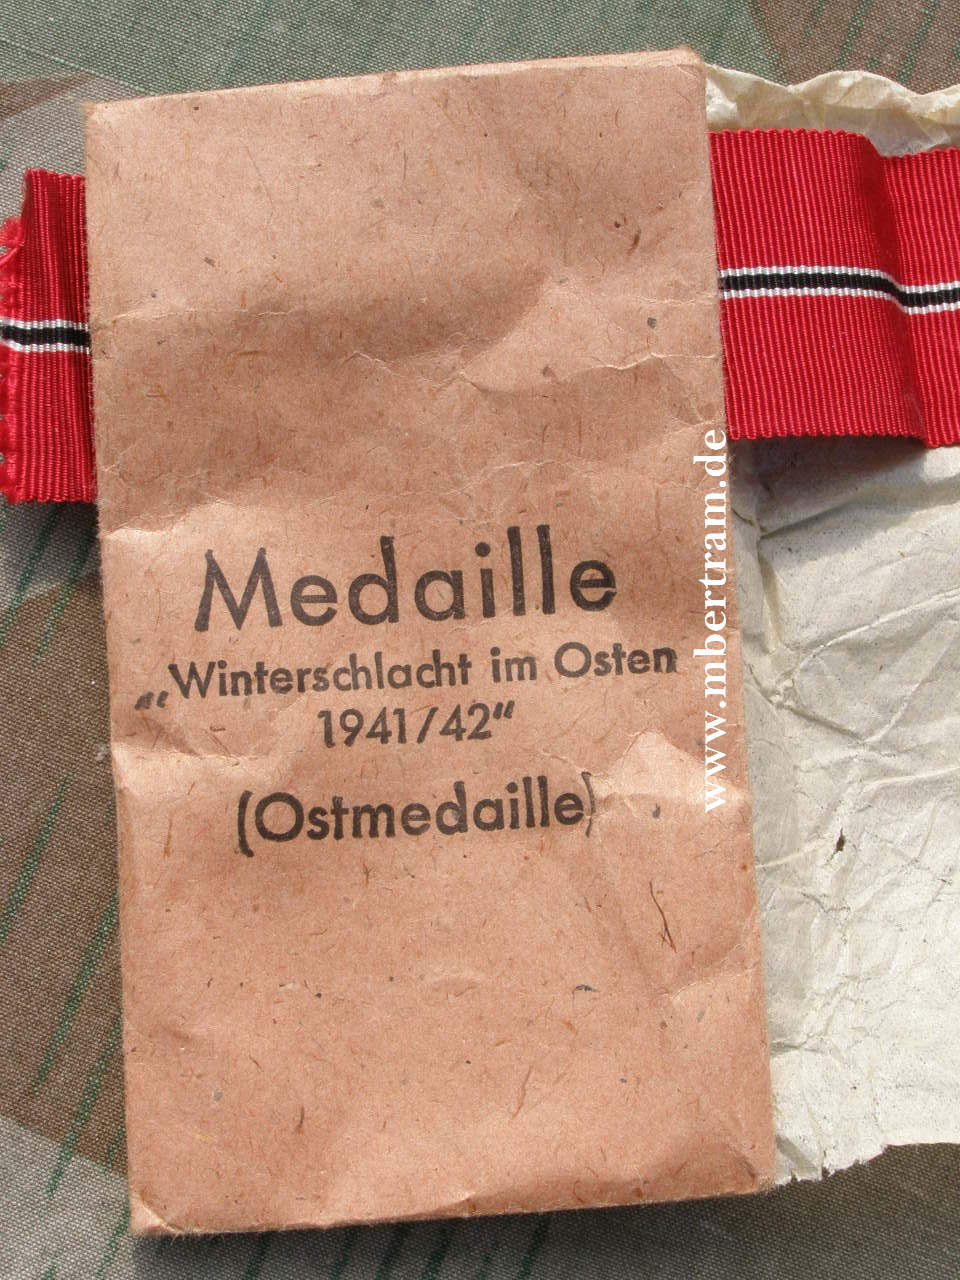 Medaille
„Winterschlacht im Osten
1941/42“
(Ostmedaille)
www.mbertram.de